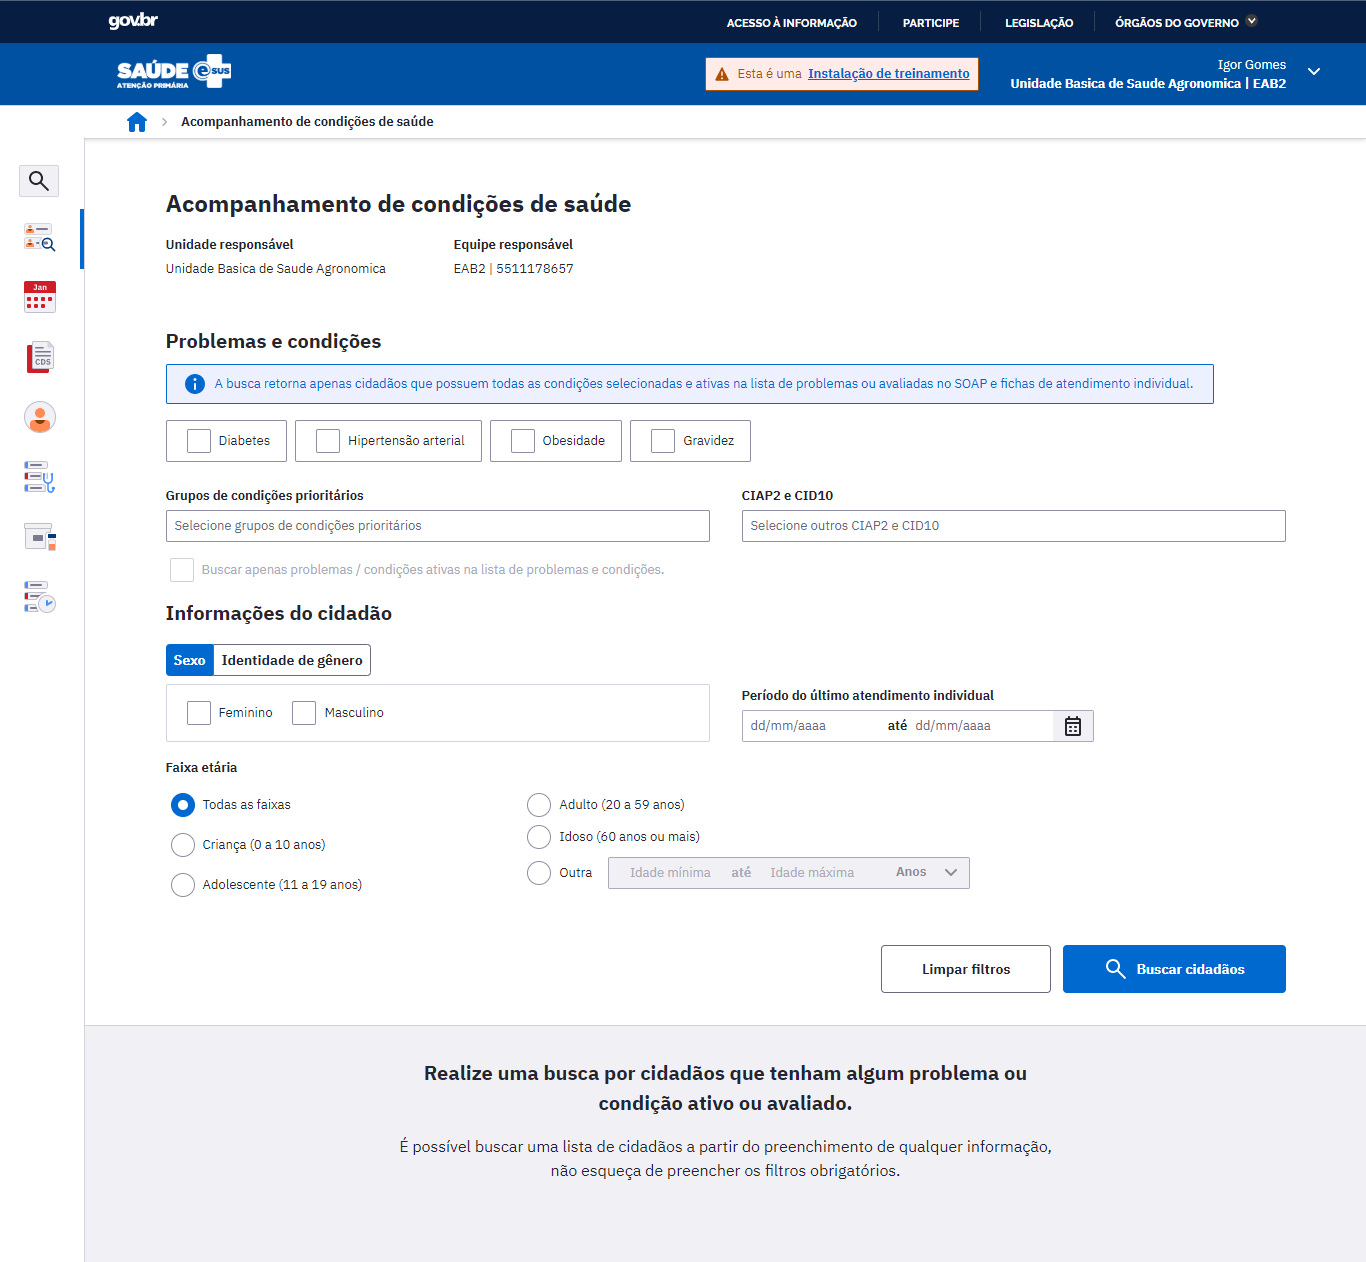 gov.br
ACESSO À INFORMAÇÃO
PARTICIPE
LEGISLAÇÃO
ÓRGÃOS DO GOVERNO
SAÚDE e SUS
ATENÇÃO PRIMÁRIA
Esta é uma Instalação de treinamento
Igor Gomes
Unidade Basica de Saude Agronomica | EAB2
Acompanhamento de condições de saúde
Jan
CDS
Acompanhamento de condições de saúde
Unidade responsável
Unidade Basica de Saude Agronomica
Equipe responsável
EAB2 | 5511178657
Problemas e condições
A busca retorna apenas cidadãos que possuem todas as condições selecionadas e ativas na lista de problemas ou avaliadas no SOAP e fichas de atendimento individual.
Diabetes
Hipertensão arterial
Obesidade
Gravidez
Grupos de condições prioritários
Selecione grupos de condições prioritários
CIAP2 e CID10
Selecione outros CIAP2 e CID10
Buscar apenas problemas / condições ativas na lista de problemas e condições.
Informações do cidadão
Sexo
Identidade de gênero
Feminino
Masculino
Período do último atendimento individual
dd/mm/aaaa até dd/mm/aaaa
Faixa etária
Todas as faixas
Criança (0 a 10 anos)
Adolescente (11 a 19 anos)
Adulto (20 a 59 anos)
Idoso (60 anos ou mais)
Outra
Idade mínima até Idade máxima Anos
Limpar filtros
Buscar cidadãos
Realize uma busca por cidadãos que tenham algum problema ou
condição ativo ou avaliado.
É possível buscar uma lista de cidadãos a partir do preenchimento de qualquer informação,
não esqueça de preencher os filtros obrigatórios.